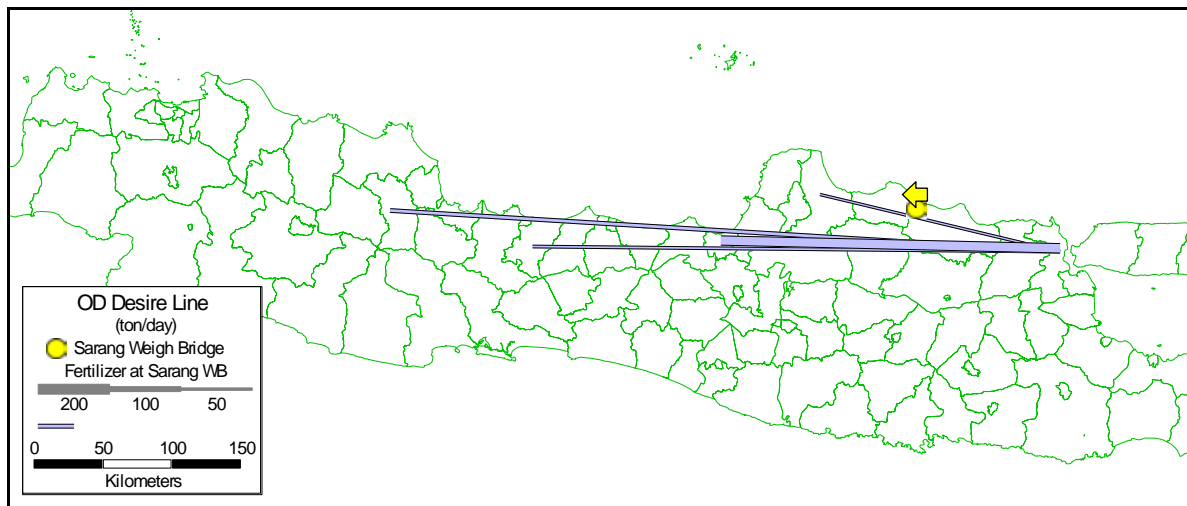 OD Desire Line
(ton/day)
Sarang Weigh Bridge
Fertilizer at Sarang WB
200 100 50
0 50 100 150
Kilometers